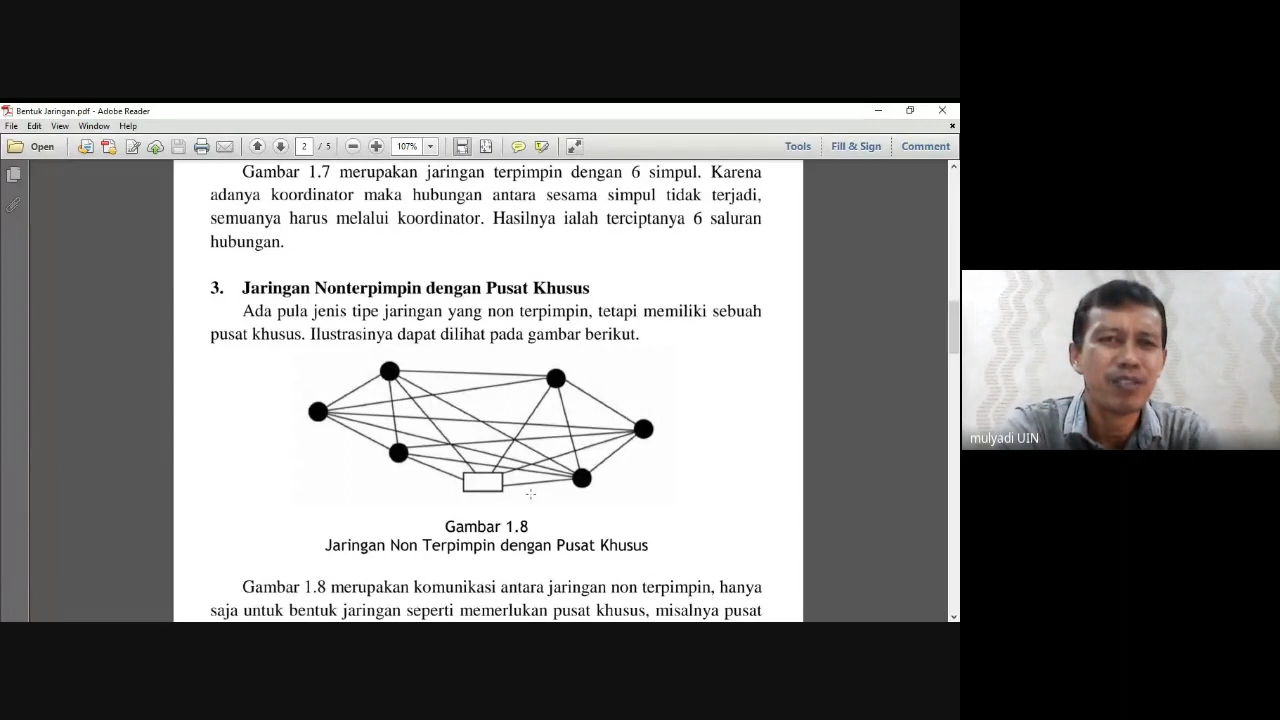 Bentuk Jaringan.pdf - Adobe Reader
File Edit View Window Help
Open 2 / 5 107% Tools Fill & Sign Comment
Gambar 1.7 merupakan jaringan terpimpin dengan 6 simpul. Karena
adanya koordinator maka hubungan antara sesama simpul tidak terjadi,
semuanya harus melalui koordinator. Hasilnya ialah terciptanya 6 saluran
hubungan.
3. Jaringan Nonterpimpin dengan Pusat Khusus
Ada pula jenis tipe jaringan yang non terpimpin, tetapi memiliki sebuah
pusat khusus. Ilustrasinya dapat dilihat pada gambar berikut.
Gambar 1.8
Jaringan Non Terpimpin dengan Pusat Khusus
Gambar 1.8 merupakan komunikasi antara jaringan non terpimpin, hanya
saja untuk bentuk jaringan seperti memerlukan pusat khusus, misalnya pusat
mulyadi UIN